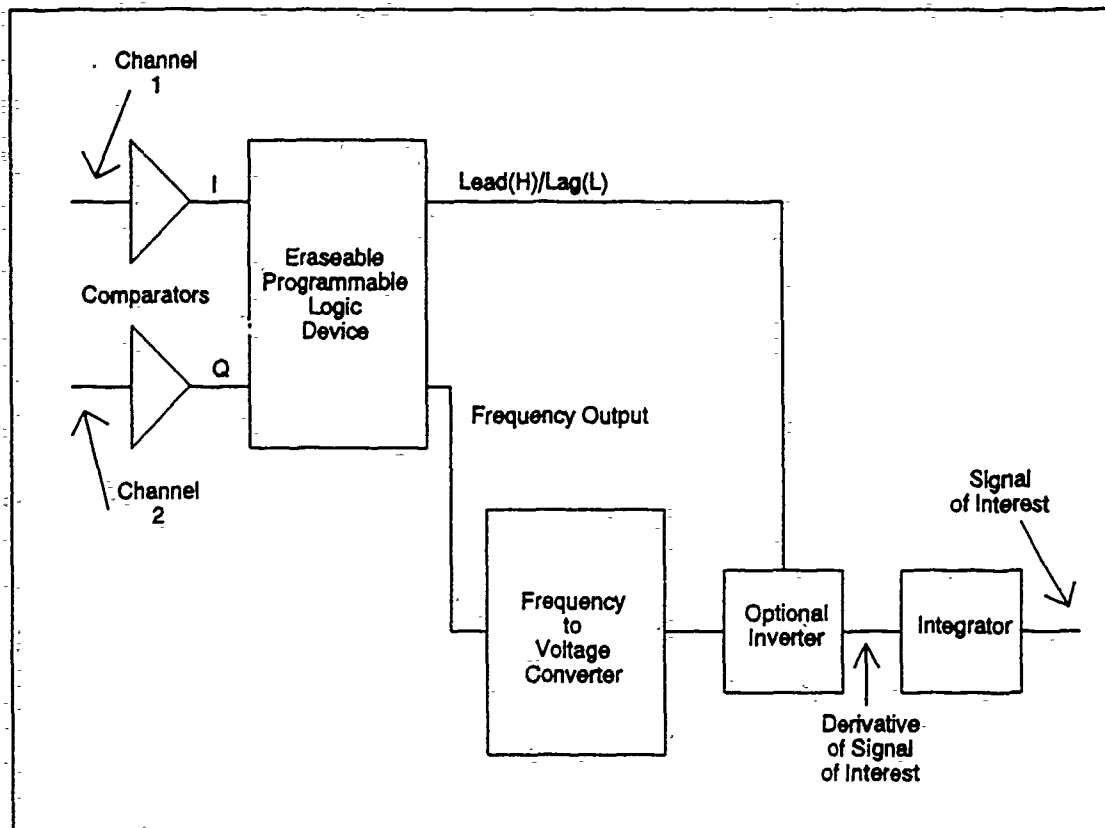 Channel
1
I
Lead(H)/Lag(L)
Eraseable
Programmable
Logic
Device
Comparators
Q
Frequency Output
Channel
2
Signal
of Interest
Frequency
to
Voltage
Converter
Optional
Inverter
Integrator
Derivative
of Signal
of Interest